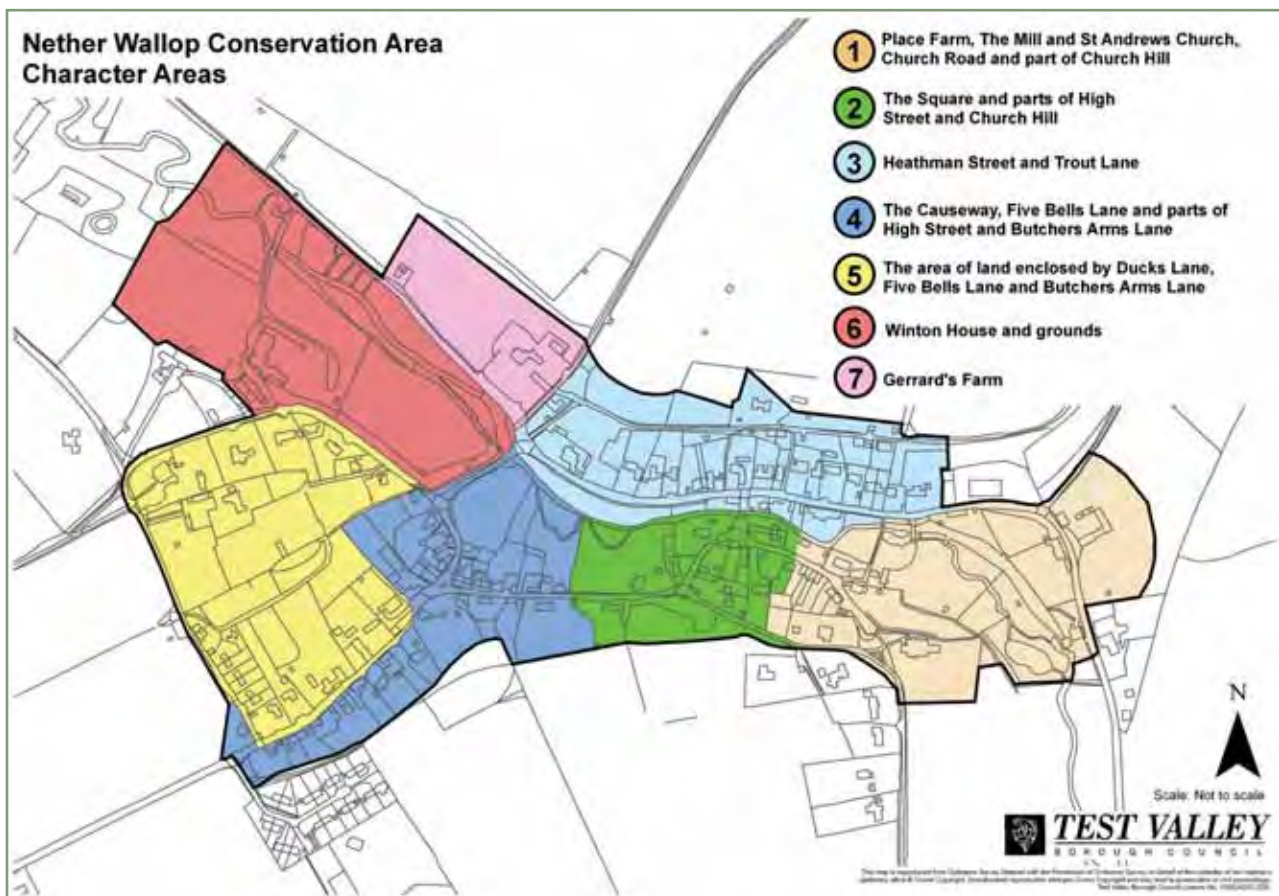 Nether Wallop Conservation Area
Character Areas
1
Place Farm, The Mill and St Andrews Church,
Church Road and part of Church Hill
2
The Square and parts of High
Street and Church Hill
3
Heathman Street and Trout Lane
4
The Causeway, Five Bells Lane and parts of
High Street and Butchers Arms Lane
5
The area of land enclosed by Ducks Lane,
Five Bells Lane and Butchers Arms Lane
6
Winton House and grounds
7
Gerrard's Farm
N
Scale: Not to scale
TEST VALLEY
BOROUGH COUNCIL